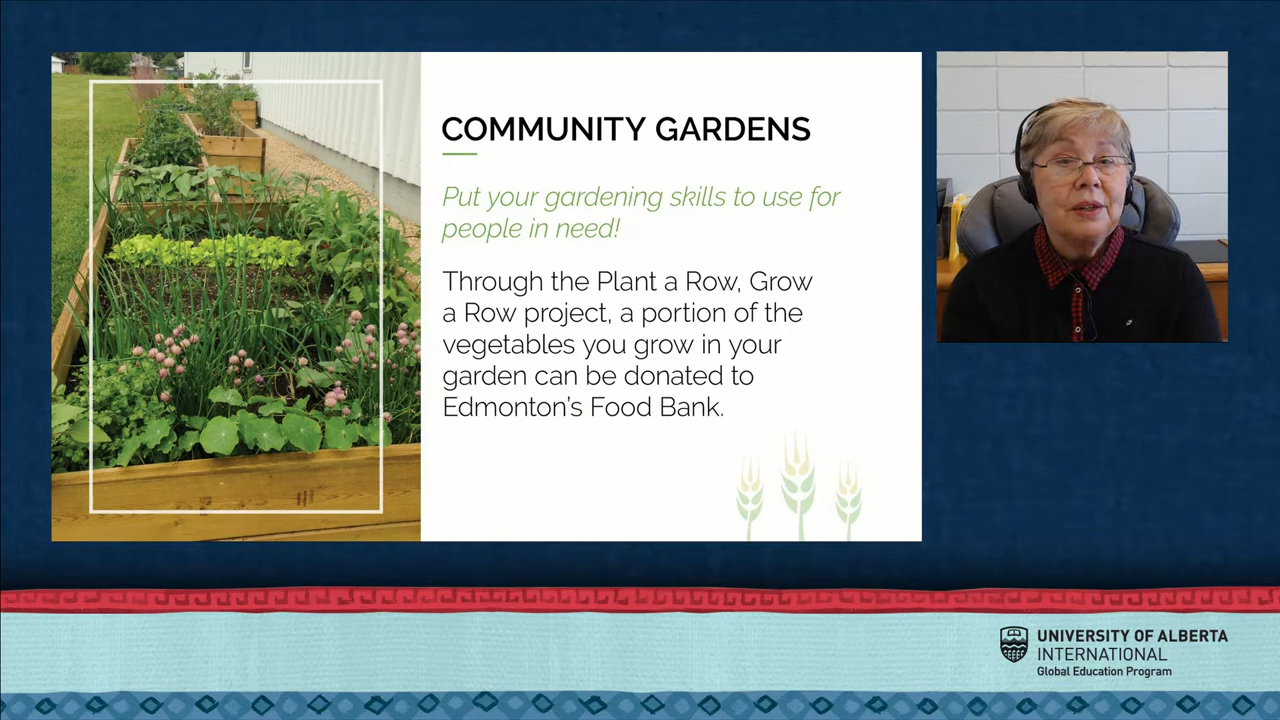 COMMUNITY GARDENS
Put your gardening skills to use for
people in need!
Through the Plant a Row, Grow
a Row project, a portion of the
vegetables you grow in your
garden can be donated to
Edmonton's Food Bank.
UNIVERSITY OF ALBERTA
INTERNATIONAL
Global Education Program